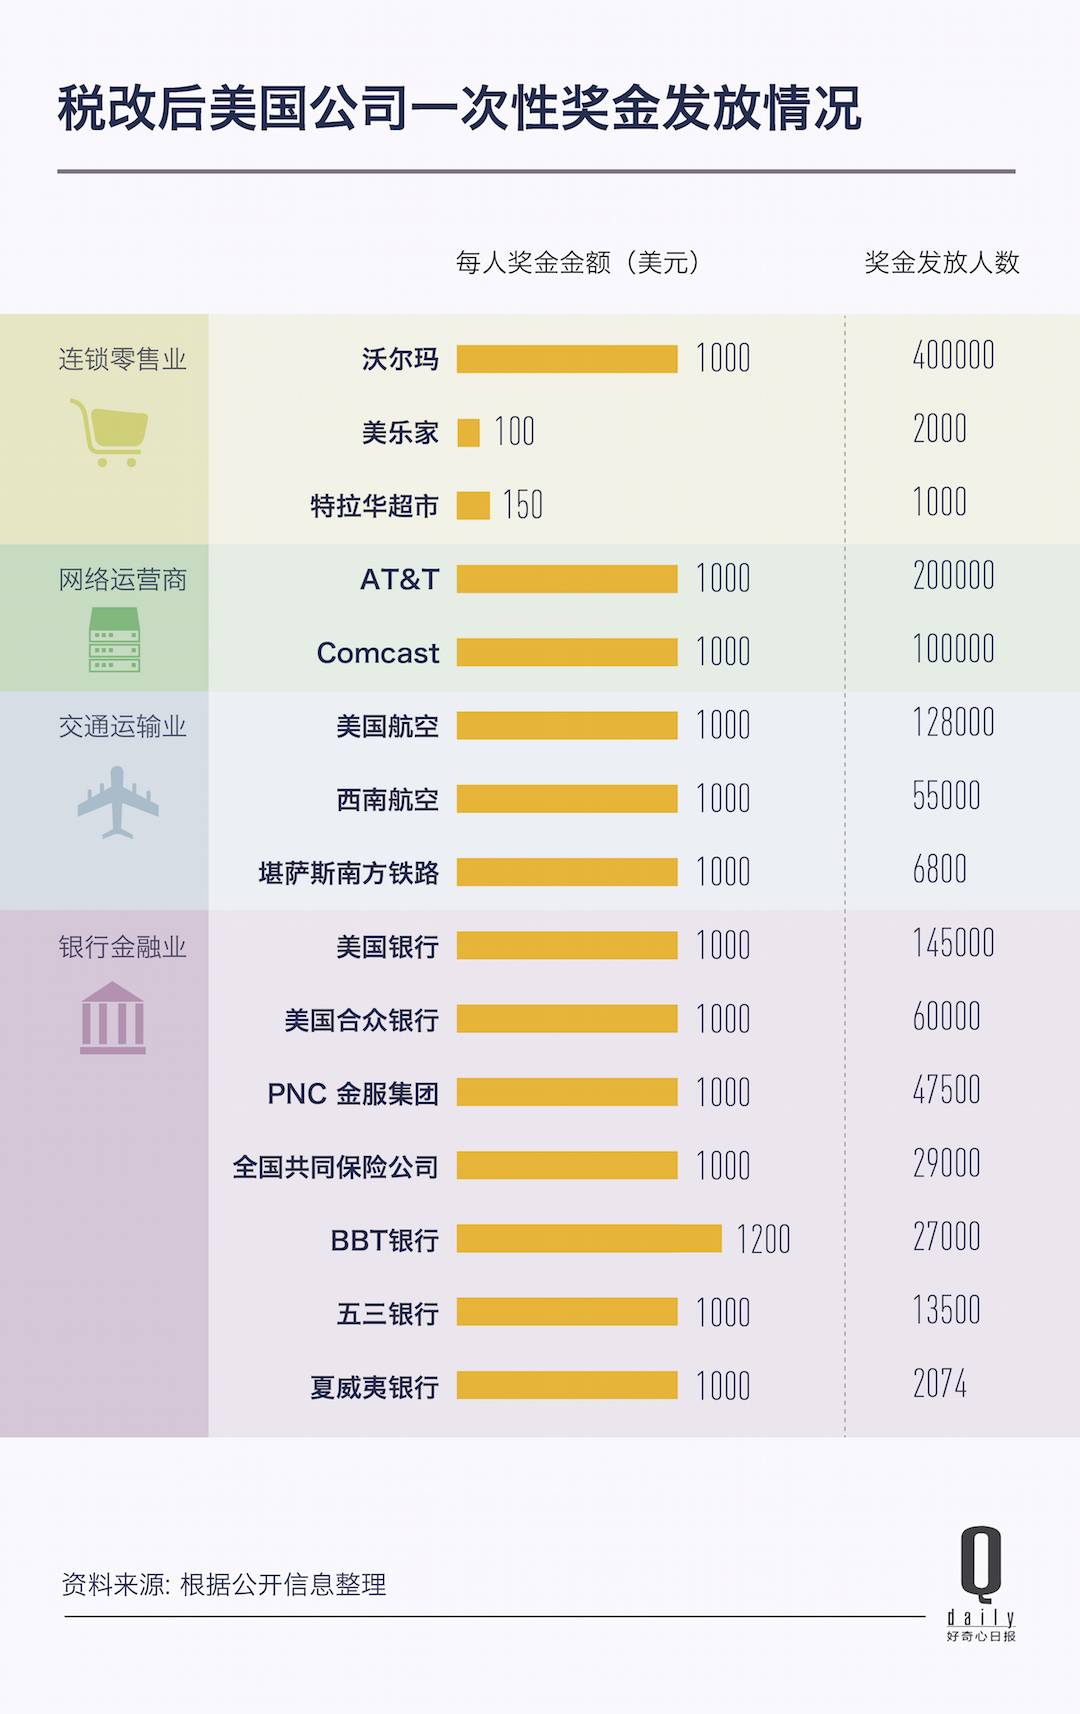 税改后美国公司一次性奖金发放情况
每人奖金金额（美元） 奖金发放人数
连锁零售业 沃尔玛 1000 400000
美乐家 100 2000
特拉华超市 150 1000
网络运营商 AT&T 1000 200000
Comcast 1000 100000
交通运输业 美国航空 1000 128000
西南航空 1000 55000
堪萨斯南方铁路 1000 6800
银行金融业 美国银行 1000 145000
美国合众银行 1000 60000
PNC 金服集团 1000 47500
全国共同保险公司 1000 29000
BBT银行 1200 27000
五三银行 1000 13500
夏威夷银行 1000 2074
资料来源: 根据公开信息整理
Q
daily
好奇心日报